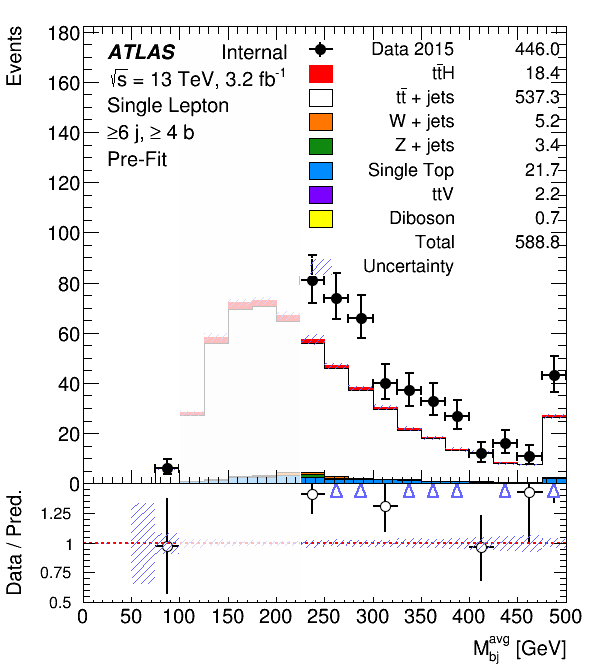 Events
180
160
140
120
100
80
60
40
20
0
ATLAS Internal
√s = 13 TeV, 3.2 fb⁻¹
Single Lepton
≥6 j, ≥ 4 b
Pre-Fit
Data 2015 446.0
tt̄H 18.4
tt̄ + jets 537.3
W + jets 5.2
Z + jets 3.4
Single Top 21.7
ttV 2.2
Diboson 0.7
Total 588.8
Uncertainty
Data / Pred.
1.25
1
0.75
0.5
0 50 100 150 200 250 300 350 400 450 500
M_bj^avg [GeV]